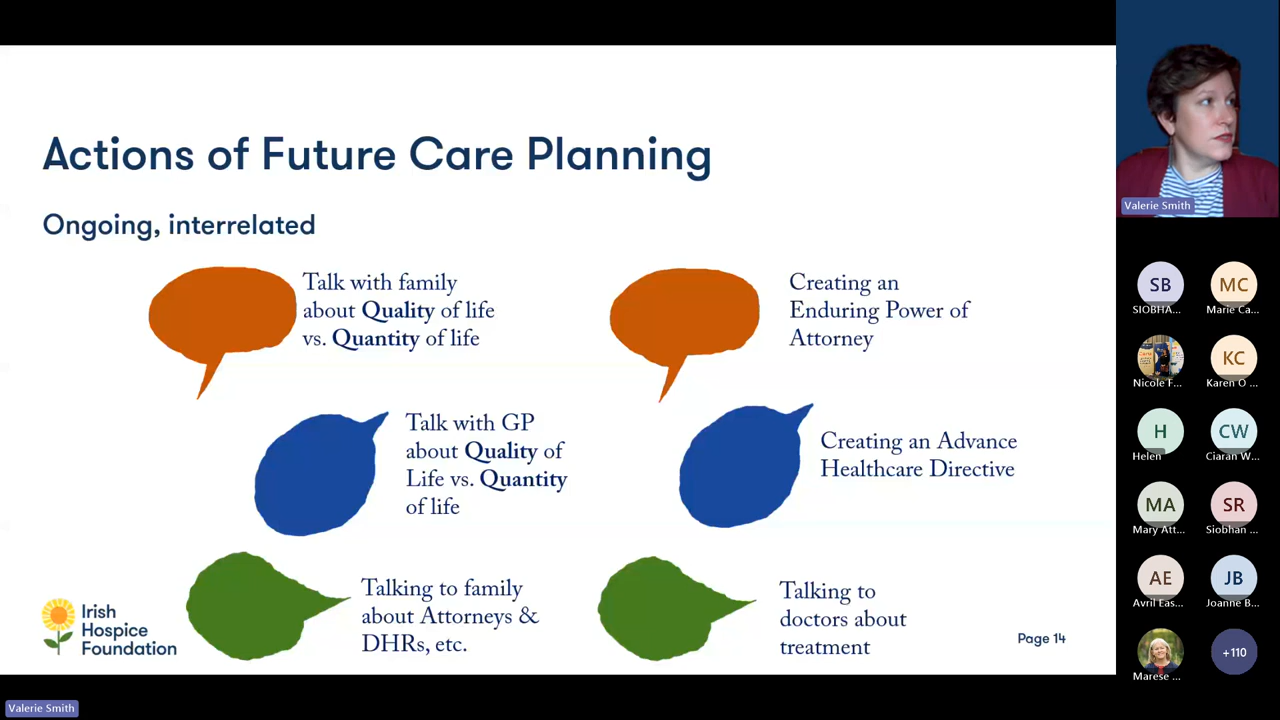 Actions of Future Care Planning
Ongoing, interrelated
Talk with family
about Quality of life
vs. Quantity of life
Creating an
Enduring Power of
Attorney
Talk with GP
about Quality of
Life vs. Quantity
of life
Creating an Advance
Healthcare Directive
Talking to family
about Attorneys &
DHRs, etc.
Talking to
doctors about
treatment
Irish
Hospice
Foundation
Page 14
Valerie Smith
SB
SIOBHA...
MC
Marie Ca...
Nicole F...
KC
Karen O ...
H
Helen
CW
Ciaran W...
MA
Mary Att...
SR
Siobhan ...
AE
Avril Eas...
JB
Joanne B...
Marese ...
+110
Valerie Smith